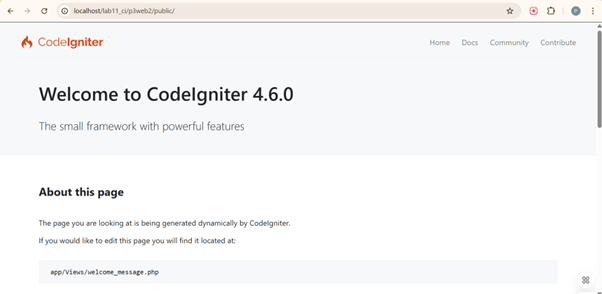 localhost/lab11_ci/p3web2/public/
CodeIgniter
Home Docs Community Contribute
Welcome to CodeIgniter 4.6.0
The small framework with powerful features
About this page
The page you are looking at is being generated dynamically by CodeIgniter.
If you would like to edit this page you will find it located at:
app/Views/welcome_message.php